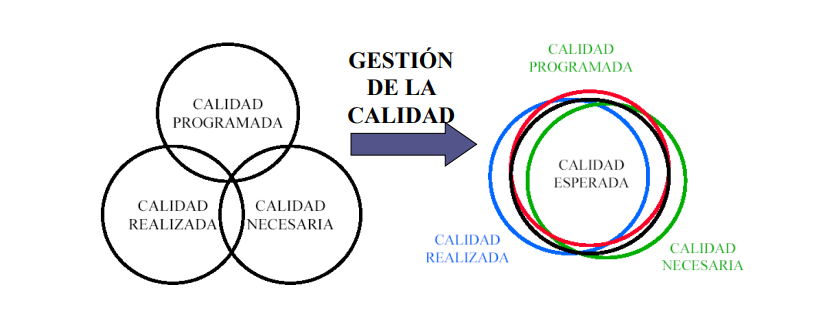 CALIDAD
PROGRAMADA
CALIDAD
REALIZADA
CALIDAD
NECESARIA
GESTIÓN
DE LA
CALIDAD
CALIDAD
PROGRAMADA
CALIDAD
ESPERADA
CALIDAD
REALIZADA
CALIDAD
NECESARIA